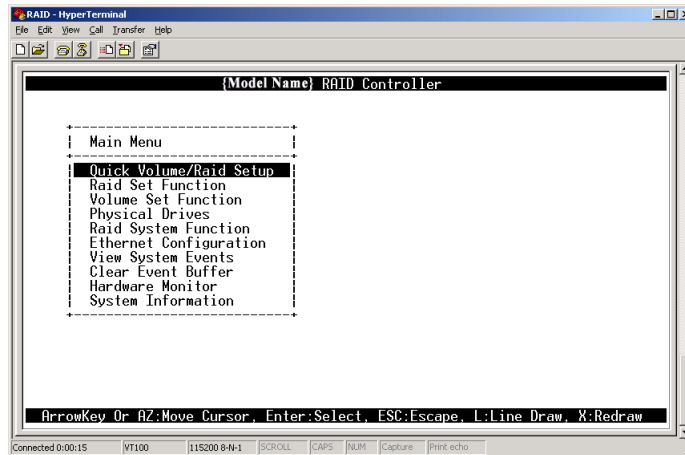 RAID - HyperTerminal
File Edit View Call Transfer Help
{Model Name} RAID Controller
Main Menu
Quick Volume/Raid Setup
Raid Set Function
Volume Set Function
Physical Drives
Raid System Function
Ethernet Configuration
View System Events
Clear Event Buffer
Hardware Monitor
System Information
ArrowKey Or AZ:Move Cursor, Enter:Select, ESC:Escape, L:Line Draw, X:Redraw
Connected 0:00:15 VT100 115200 8-N-1 SCROLL CAPS NUM Capture Print echo